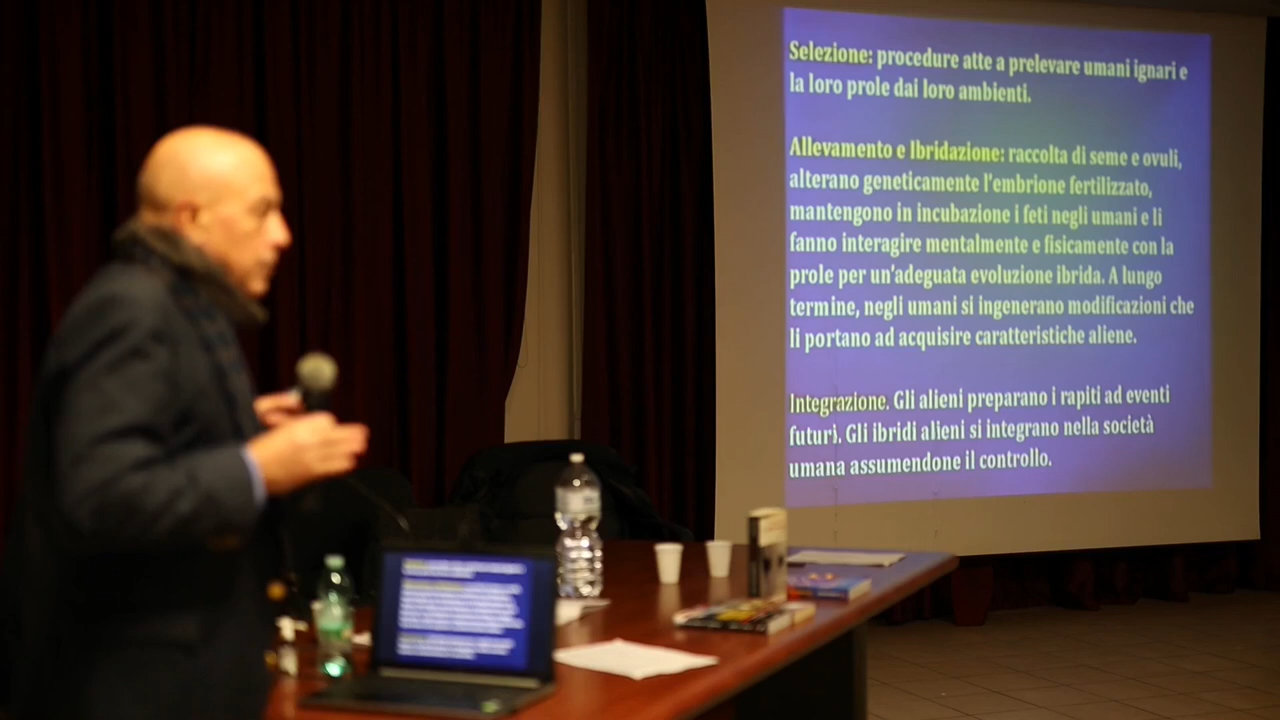 Selezione: procedure atte a prelevare umani ignari e
la loro prole dai loro ambienti.
Allevamento e Ibridazione: raccolta di seme e ovuli,
alterano geneticamente l'embrione fertilizzato,
mantengono in incubazione i feti negli umani e li
fanno interagire mentalmente e fisicamente con la
prole per un'adeguata evoluzione ibrida. A lungo
termine, negli umani si ingenerano modificazioni che
li portano ad acquisire caratteristiche aliene.
Integrazione. Gli alieni preparano i rapiti ad eventi
futuri. Gli ibridi alieni si integrano nella società
umana assumendone il controllo.